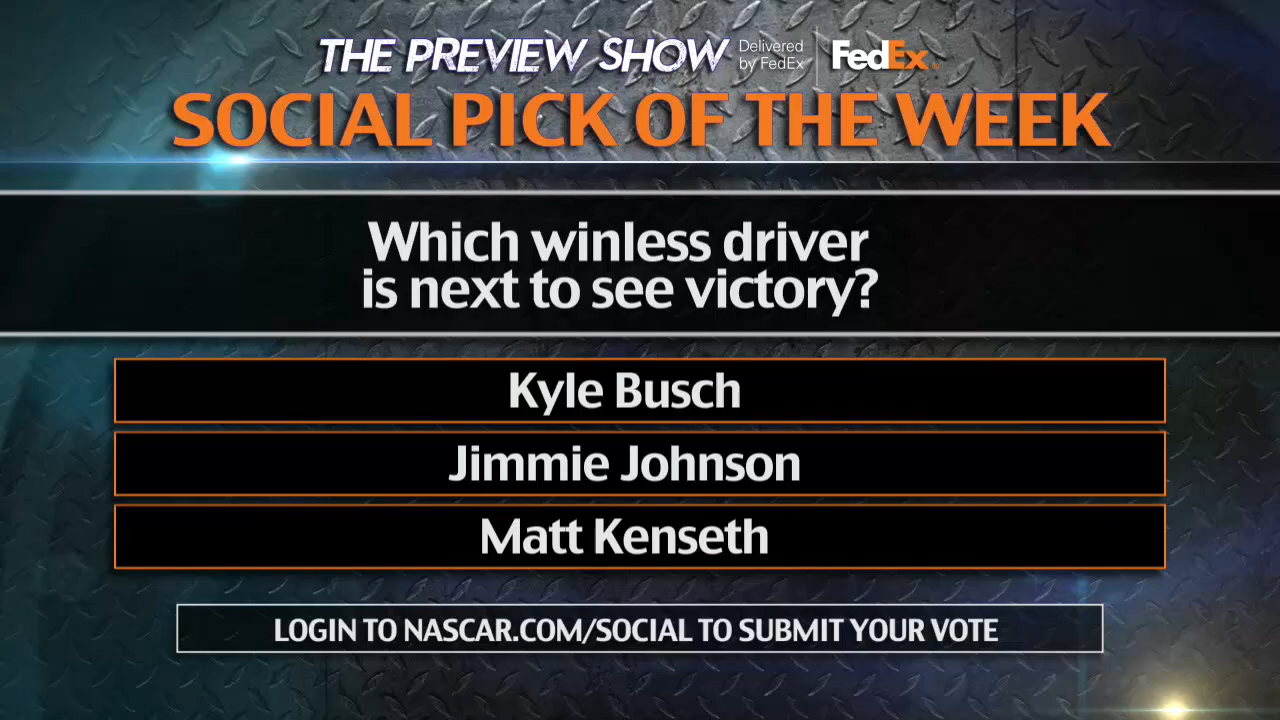 THE PREVIEW SHOW Delivered by FedEx FedEx
SOCIAL PICK OF THE WEEK
Which winless driver
is next to see victory?
Kyle Busch
Jimmie Johnson
Matt Kenseth
LOGIN TO NASCAR.COM/SOCIAL TO SUBMIT YOUR VOTE